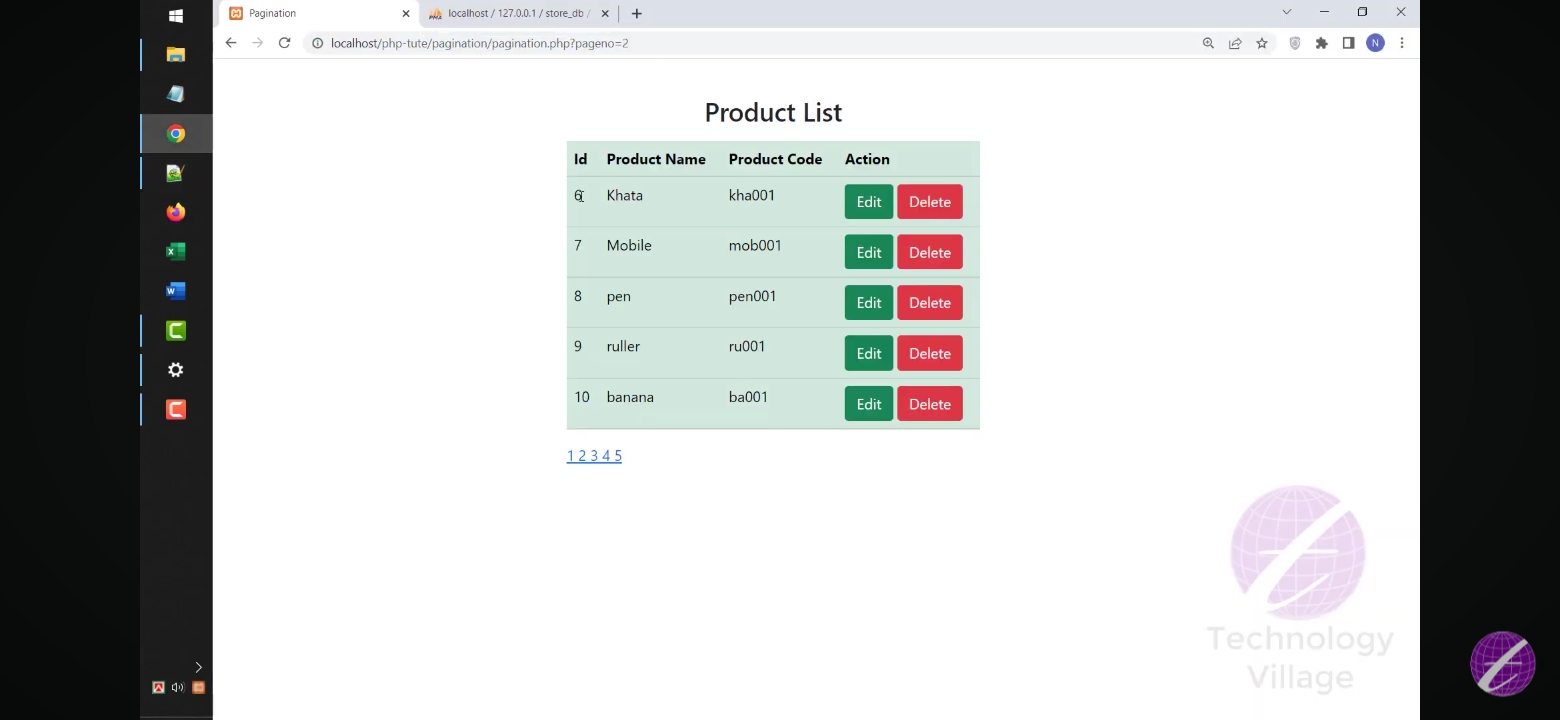 Pagination
localhost / 127.0.0.1 / store_db /
localhost/php-tute/pagination/pagination.php?pageno=2
N
Product List
Id Product Name Product Code Action
6 Khata kha001 Edit Delete
7 Mobile mob001 Edit Delete
8 pen pen001 Edit Delete
9 ruller ru001 Edit Delete
10 banana ba001 Edit Delete
1 2 3 4 5
Technology
Village